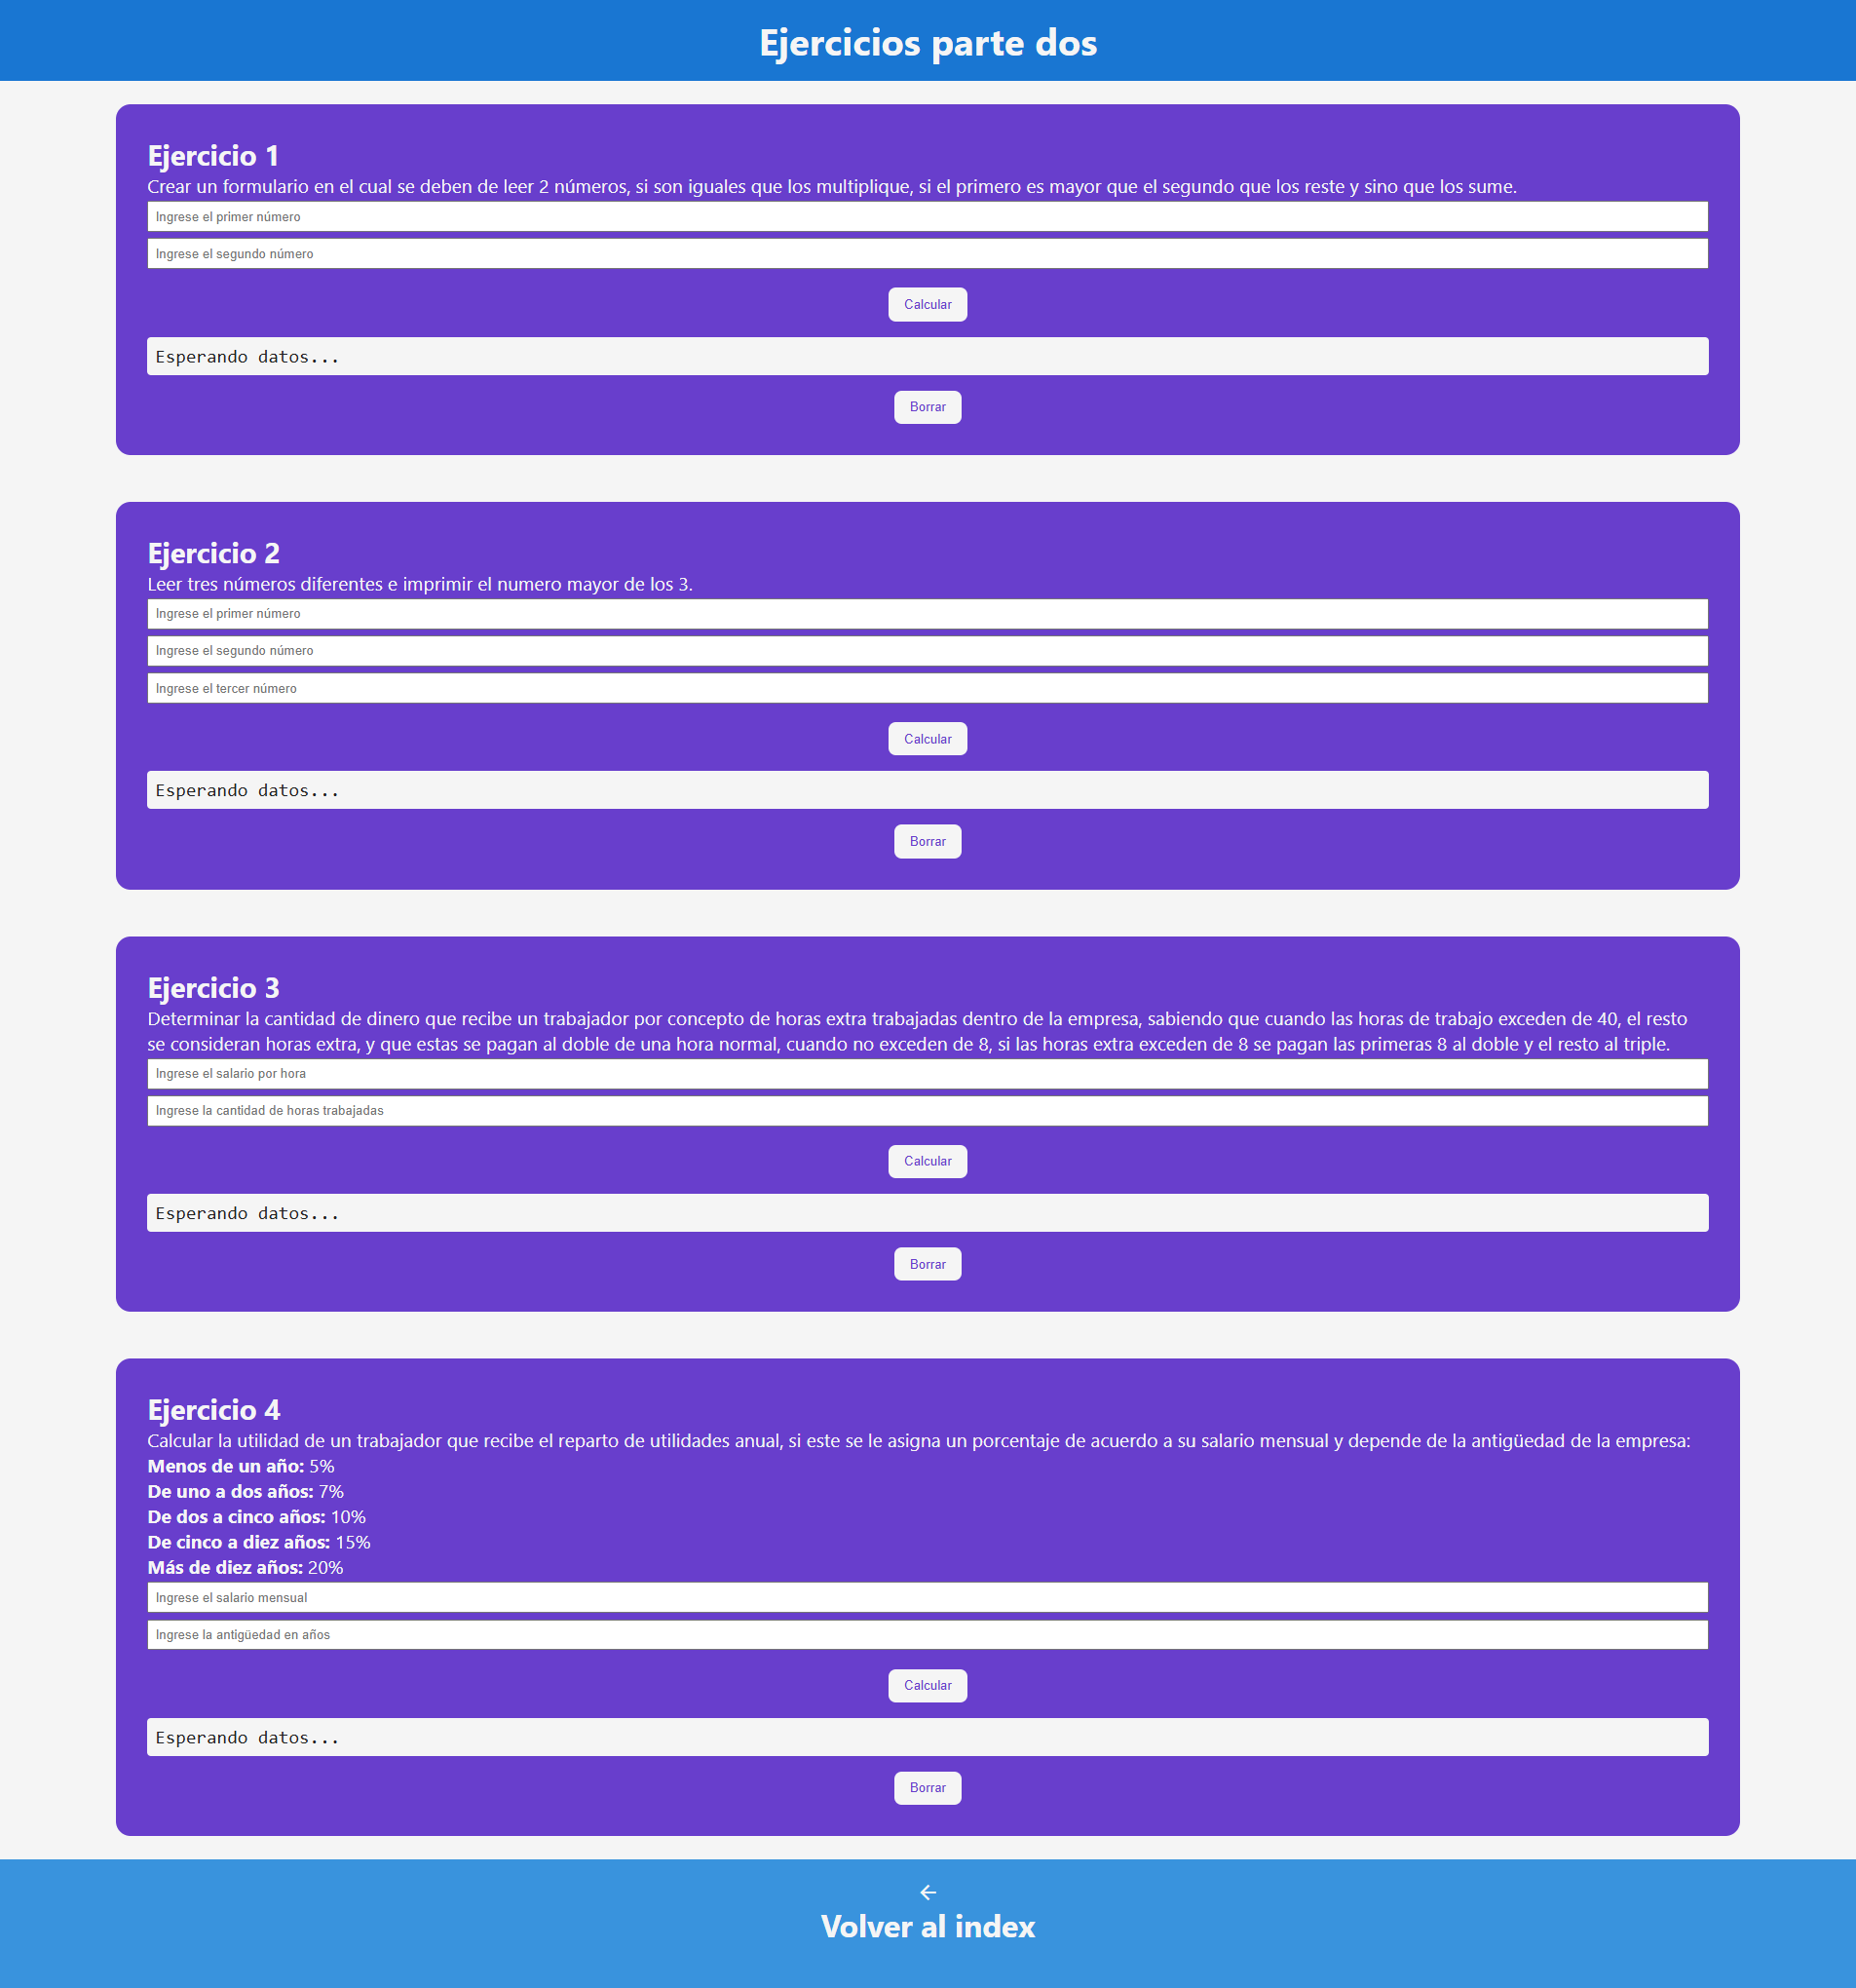 Ejercicios parte dos
Ejercicio 1
Crear un formulario en el cual se deben de leer 2 números, si son iguales que los multiplique, si el primero es mayor que el segundo que los reste y sino que los sume.
Ingrese el primer número
Ingrese el segundo número
Calcular
Esperando datos...
Borrar
Ejercicio 2
Leer tres números diferentes e imprimir el numero mayor de los 3.
Ingrese el primer número
Ingrese el segundo número
Ingrese el tercer número
Calcular
Esperando datos...
Borrar
Ejercicio 3
Determinar la cantidad de dinero que recibe un trabajador por concepto de horas extra trabajadas dentro de la empresa, sabiendo que cuando las horas de trabajo exceden de 40, el resto
se consideran horas extra, y que estas se pagan al doble de una hora normal, cuando no exceden de 8, si las horas extra exceden de 8 se pagan las primeras 8 al doble y el resto al triple.
Ingrese el salario por hora
Ingrese la cantidad de horas trabajadas
Calcular
Esperando datos...
Borrar
Ejercicio 4
Calcular la utilidad de un trabajador que recibe el reparto de utilidades anual, si este se le asigna un porcentaje de acuerdo a su salario mensual y depende de la antigüedad de la empresa:
Menos de un año: 5%
De uno a dos años: 7%
De dos a cinco años: 10%
De cinco a diez años: 15%
Más de diez años: 20%
Ingrese el salario mensual
Ingrese la antigüedad en años
Calcular
Esperando datos...
Borrar
Volver al index